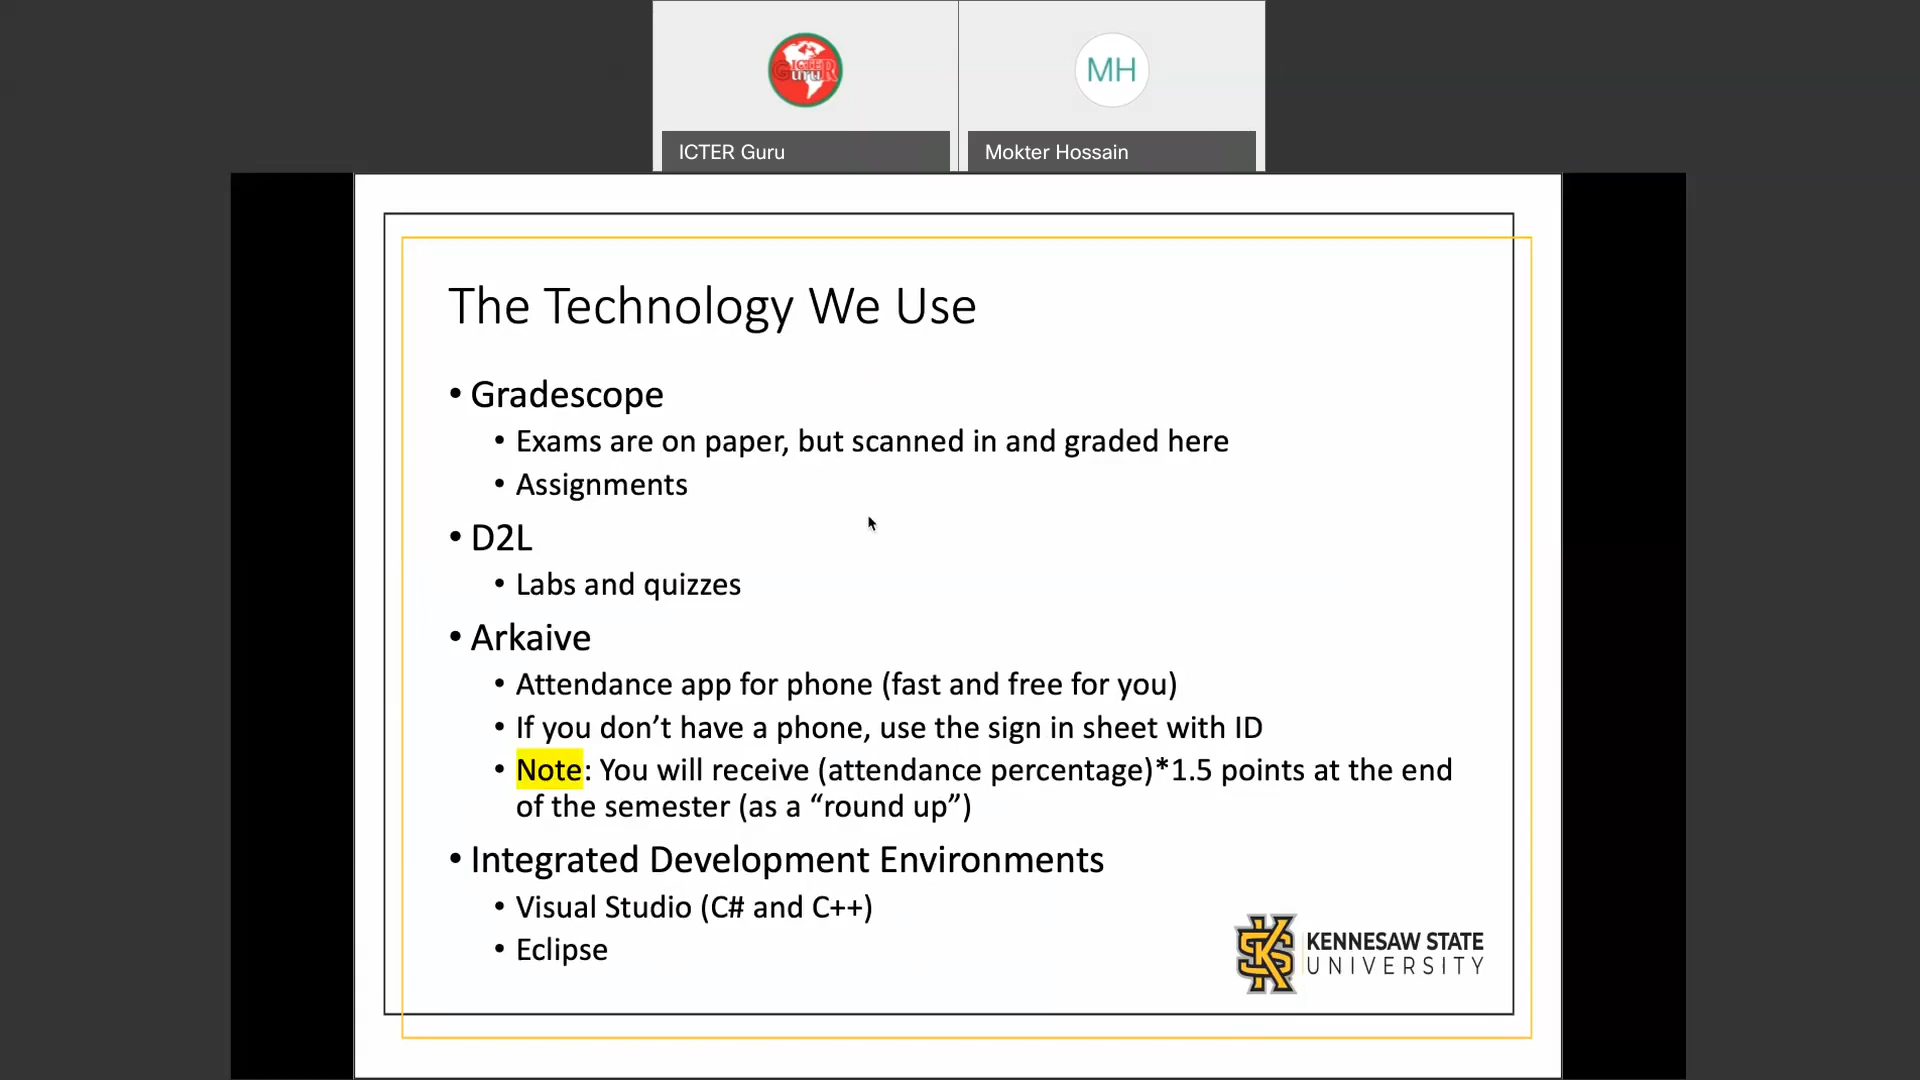 ICTER
Guru
MH
ICTER Guru
Mokter Hossain
The Technology We Use
• Gradescope
• Exams are on paper, but scanned in and graded here
• Assignments
• D2L
• Labs and quizzes
• Arkaive
• Attendance app for phone (fast and free for you)
• If you don’t have a phone, use the sign in sheet with ID
• Note: You will receive (attendance percentage)*1.5 points at the end
of the semester (as a “round up”)
• Integrated Development Environments
• Visual Studio (C# and C++)
• Eclipse
KS
KENNESAW STATE
UNIVERSITY